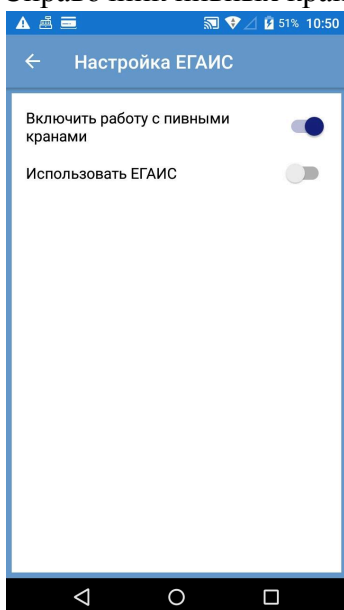 51% 10:50
Настройка ЕГАИС
Включить работу с пивными
кранами
Использовать ЕГАИС